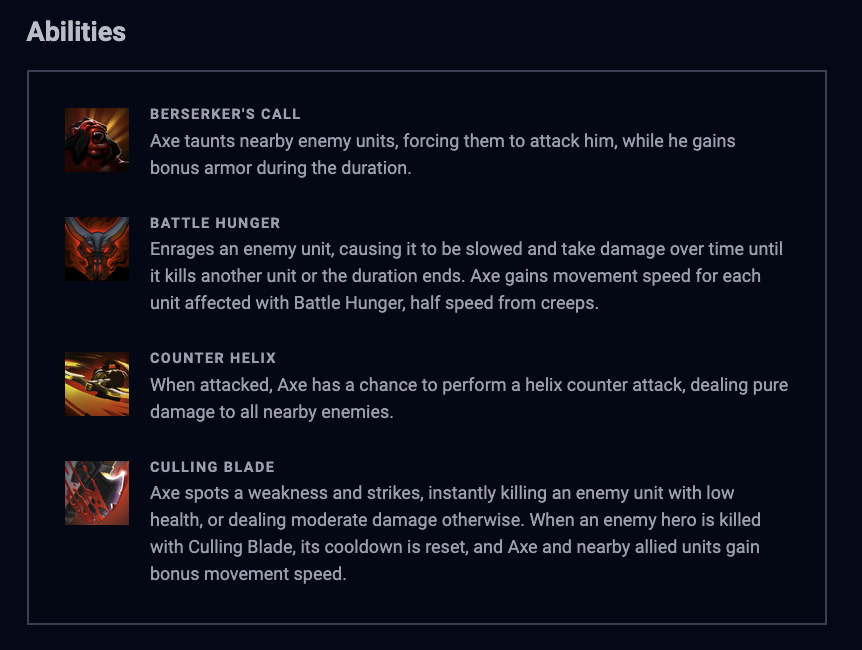 Abilities
BERSERKER'S CALL
Axe taunts nearby enemy units, forcing them to attack him, while he gains
bonus armor during the duration.
BATTLE HUNGER
Enrages an enemy unit, causing it to be slowed and take damage over time until
it kills another unit or the duration ends. Axe gains movement speed for each
unit affected with Battle Hunger, half speed from creeps.
COUNTER HELIX
When attacked, Axe has a chance to perform a helix counter attack, dealing pure
damage to all nearby enemies.
CULLING BLADE
Axe spots a weakness and strikes, instantly killing an enemy unit with low
health, or dealing moderate damage otherwise. When an enemy hero is killed
with Culling Blade, its cooldown is reset, and Axe and nearby allied units gain
bonus movement speed.